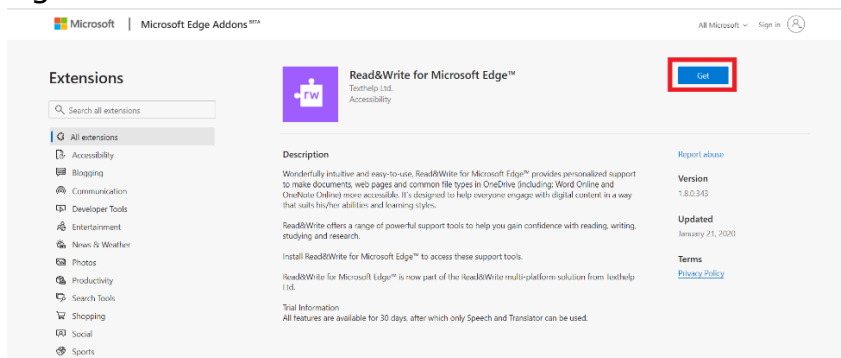 Microsoft | Microsoft Edge Addons BETA
All Microsoft
Sign in
Extensions
Search all extensions
All extensions
Accessibility
Blogging
Communication
Developer Tools
Entertainment
News & Weather
Photos
Productivity
Search Tools
Shopping
Social
Sports
rw
Read&Write for Microsoft Edge™
Texthelp Ltd.
Accessibility
Get
Description
Wonderfully intuitive and easy-to-use, Read&Write for Microsoft Edge™ provides personalized support
to make documents, web pages and common file types in OneDrive (including: Word Online and
OneNote Online) more accessible. It's designed to help everyone engage with digital content in a way
that suits his/her abilities and learning styles.
Read&Write offers a range of powerful support tools to help you gain confidence with reading, writing,
studying and research.
Install Read&Write for Microsoft Edge™ to access these support tools.
Read&Write for Microsoft Edge™ is now part of the Read&Write multi-platform solution from Texthelp
Ltd.
Trial Information
All features are available for 30 days, after which only Speech and Translator can be used.
Report abuse
Version
1.8.0.343
Updated
January 21, 2020
Terms
Privacy Policy